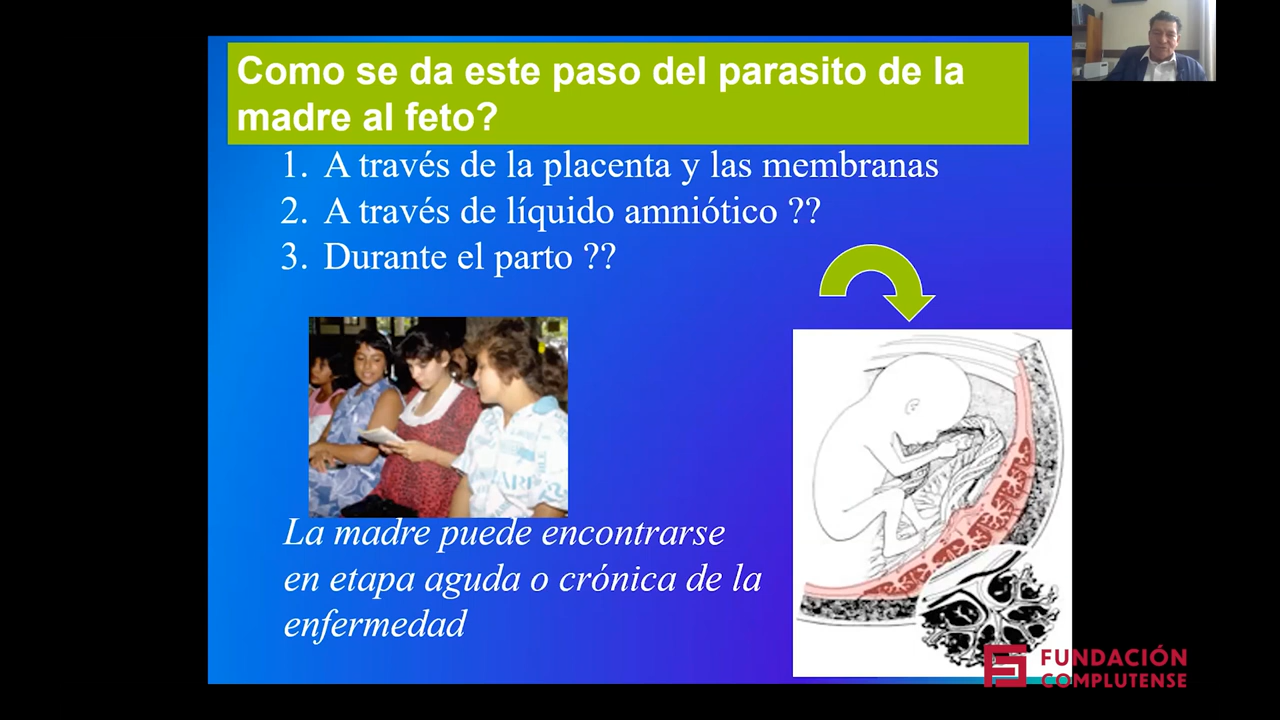 Como se da este paso del parasito de la
madre al feto?
1. A través de la placenta y las membranas
2. A través de líquido amniótico ??
3. Durante el parto ??
La madre puede encontrarse
en etapa aguda o crónica de la
enfermedad
FUNDACIÓN
COMPLUTENSE